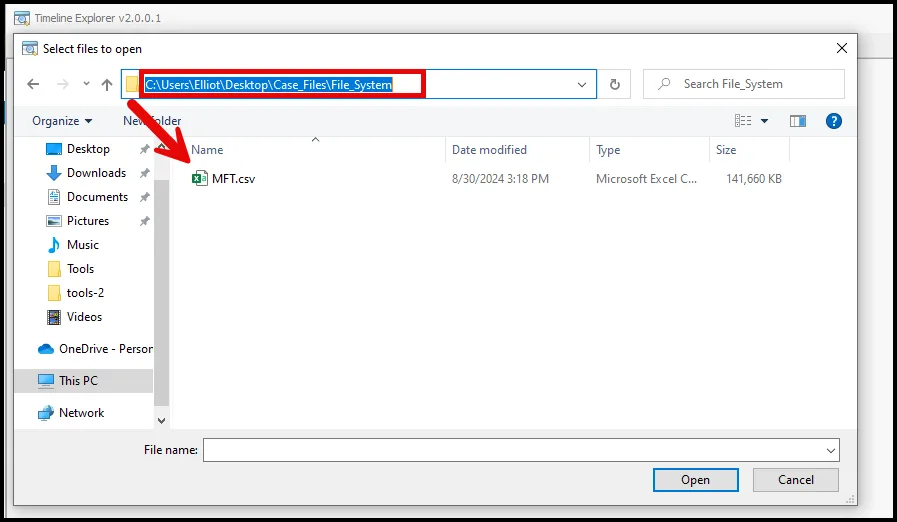 Timeline Explorer v2.0.0.1
Select files to open
C:\Users\Elliot\Desktop\Case_Files\File_System
Search File_System
Organize New folder
Name Date modified Type Size
MFT.csv 8/30/2024 3:18 PM Microsoft Excel C... 141,660 KB
Desktop
Downloads
Documents
Pictures
Music
Tools
tools-2
Videos
OneDrive - Person
This PC
Network
File name:
Open Cancel